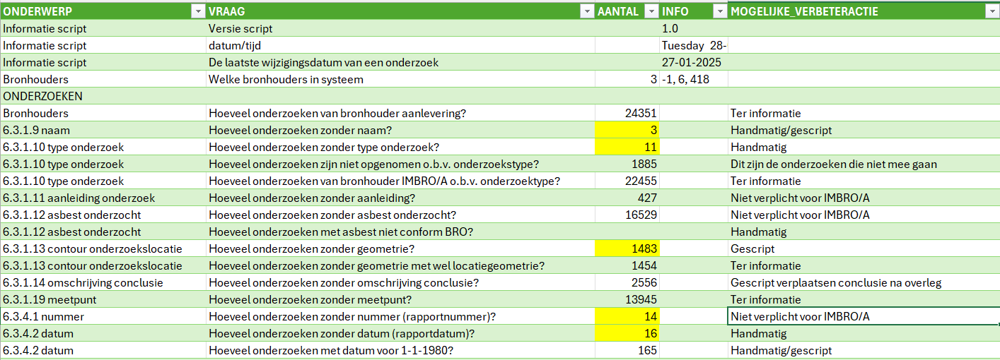 ONDERWERP VRAAG AANTAL INFO MOGELIJKE_VERBETERACTIE
Informatie script Versie script 1.0
Informatie script datum/tijd Tuesday 28-
Informatie script De laatste wijzigingsdatum van een onderzoek 27-01-2025
Bronhouders Welke bronhouders in systeem 3 -1, 6, 418
ONDERZOEKEN
Bronhouders Hoeveel onderzoeken van bronhouder aanlevering? 24351 Ter informatie
6.3.1.9 naam Hoeveel onderzoeken zonder naam? 3 Handmatig/gescript
6.3.1.10 type onderzoek Hoeveel onderzoeken zonder type onderzoek? 11 Handmatig
6.3.1.10 type onderzoek Hoeveel onderzoeken zijn niet opgenomen o.b.v. onderzoekstype? 1885 Dit zijn de onderzoeken die niet mee gaan
6.3.1.10 type onderzoek Hoeveel onderzoeken van bronhouder IMBRO/A o.b.v. onderzoektype? 22455 Ter informatie
6.3.1.11 aanleiding onderzoek Hoeveel onderzoeken zonder aanleiding? 427 Niet verplicht voor IMBRO/A
6.3.1.12 asbest onderzocht Hoeveel onderzoeken zonder asbest onderzocht? 16529 Niet verplicht voor IMBRO/A
6.3.1.12 asbest onderzocht Hoeveel onderzoeken met asbest niet conform BRO? Handmatig
6.3.1.13 contour onderzoekslocatie Hoeveel onderzoeken zonder geometrie? 1483 Gescript
6.3.1.13 contour onderzoekslocatie Hoeveel onderzoeken zonder geometrie met wel locatiegeometrie? 1454 Ter informatie
6.3.1.14 omschrijving conclusie Hoeveel onderzoeken zonder omschrijving conclusie? 2556 Gescript verplaatsen conclusie na overleg
6.3.1.19 meetpunt Hoeveel onderzoeken zonder meetpunt? 13945 Ter informatie
6.3.4.1 nummer Hoeveel onderzoeken zonder nummer (rapportnummer)? 14 Niet verplicht voor IMBRO/A
6.3.4.2 datum Hoeveel onderzoeken zonder datum (rapportdatum)? 16 Handmatig
6.3.4.2 datum Hoeveel onderzoeken met datum voor 1-1-1980? 165 Handmatig/gescript